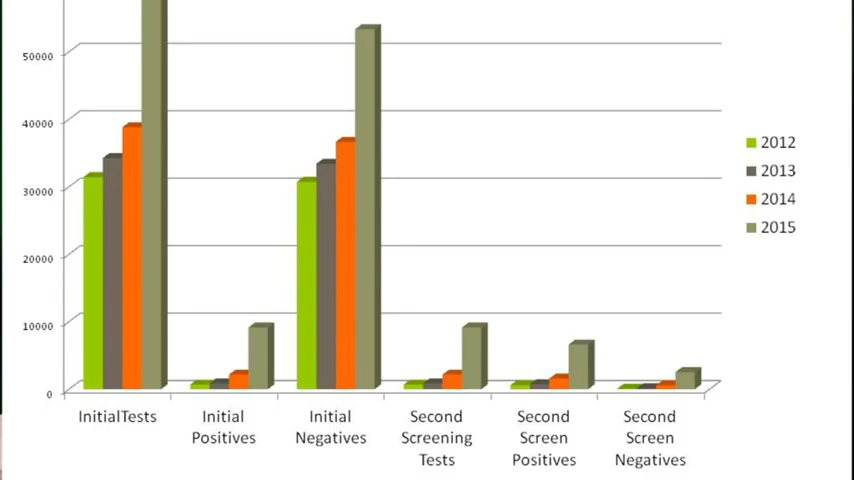 50000
40000
30000
20000
10000
0
InitialTests
Initial
Positives
Initial
Negatives
Second
Screening
Tests
Second
Screen
Positives
Second
Screen
Negatives
2012
2013
2014
2015